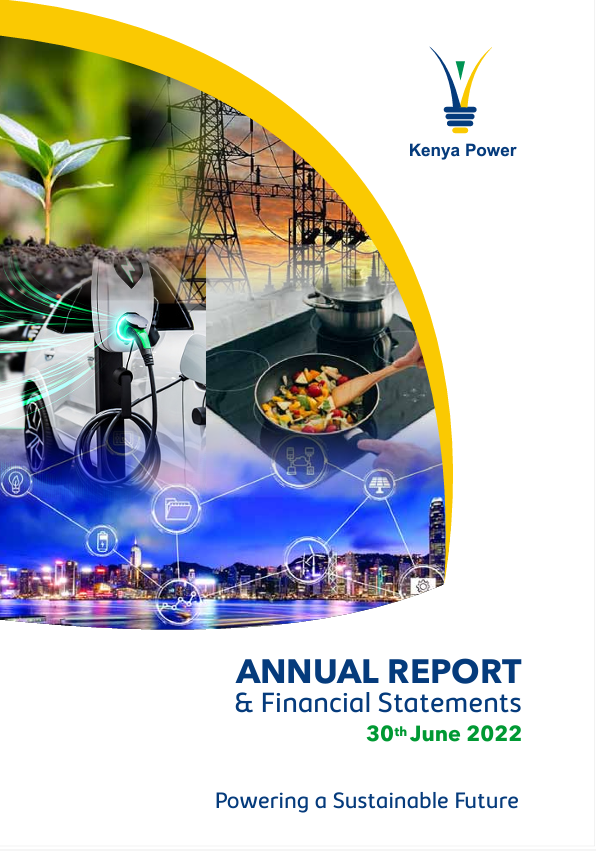 Kenya Power
ANNUAL REPORT
& Financial Statements
30th June 2022
Powering a Sustainable Future